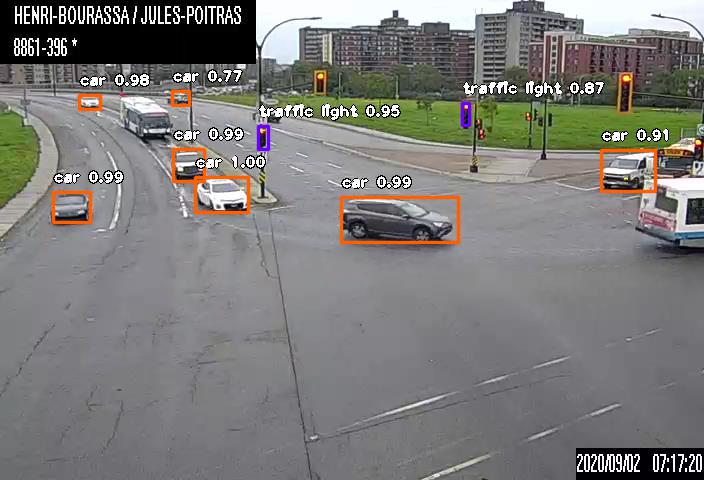 HENRI-BOURASSA / JULES-POITRAS
8861-396 *
car 0.98
car 0.77
traffic light 0.87
traffic light 0.95
car 0.99
car 0.91
car 1.00
car 0.99
car 0.99
2020/09/02 07:17:20